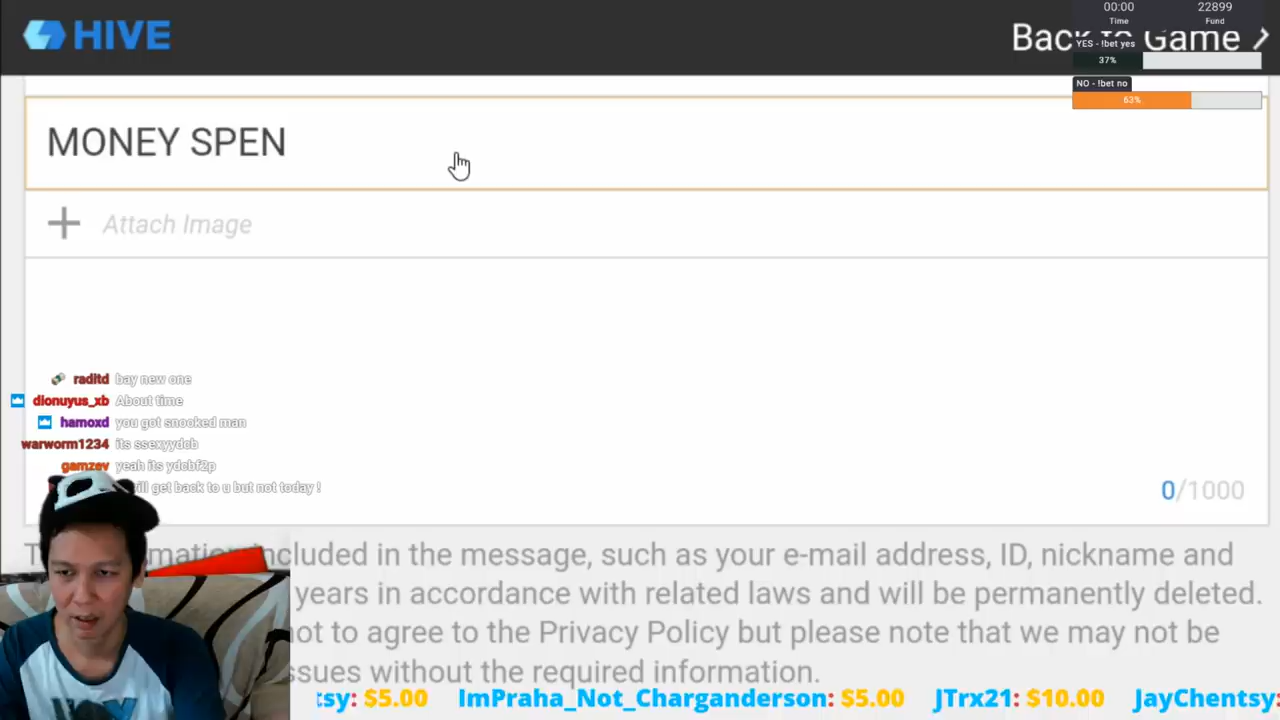 HIVE
Back to Game
00:00
22899
Time
Fund
YES - !bet yes
37%
NO - !bet no
63%
MONEY SPEN
Attach Image
raditd bay new one
dionuyus_xb About time
hamoxd you got snooked man
warworm1234 its ssexyydcb
gamzev yeah its ydcbf2p
get back to u but not today !
0/1000
included in the message, such as your e-mail address, ID, nickname and
years in accordance with related laws and will be permanently deleted.
not to agree to the Privacy Policy but please note that we may not be
without the required information.
sy: $5.00 ImPraha_Not_Charganderson: $5.00 JTrx21: $10.00 JayChentsy: